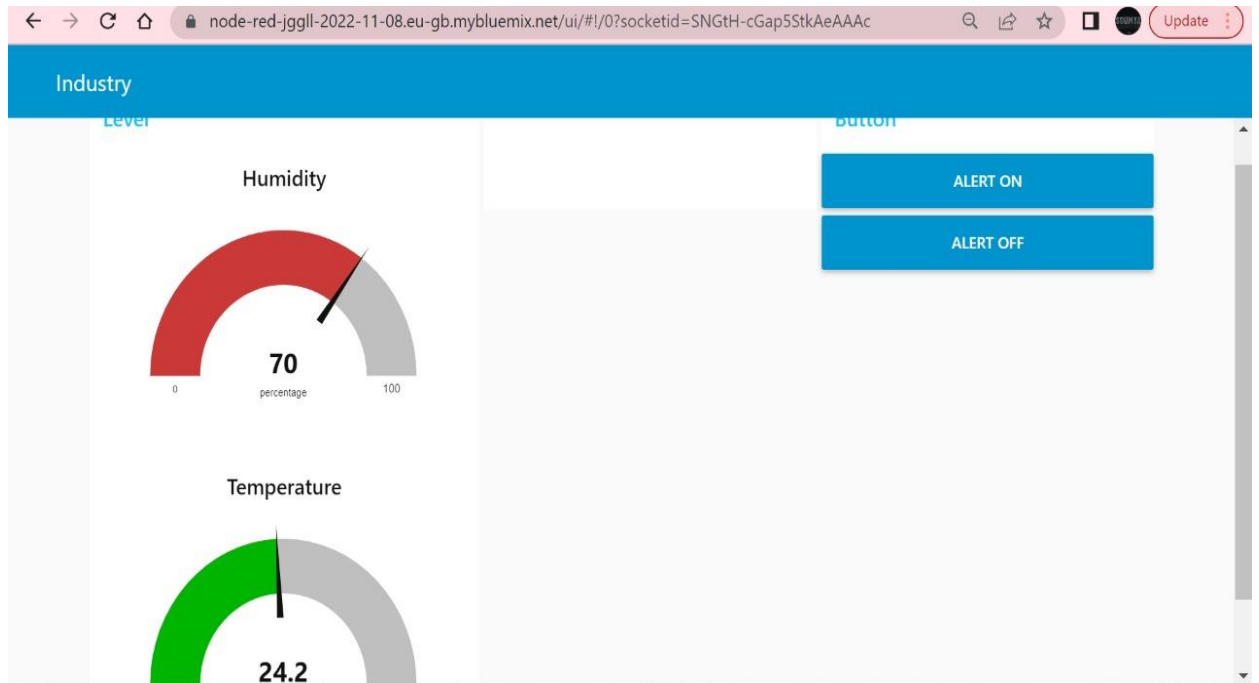 node-red-jggll-2022-11-08.eu-gb.mybluemix.net/ui/#!/0?socketid=SNGtH-cGap5StkAeAAAc
Update
Industry
Level
Button
Humidity
ALERT ON
ALERT OFF
70
0
percentage
100
Temperature
24.2